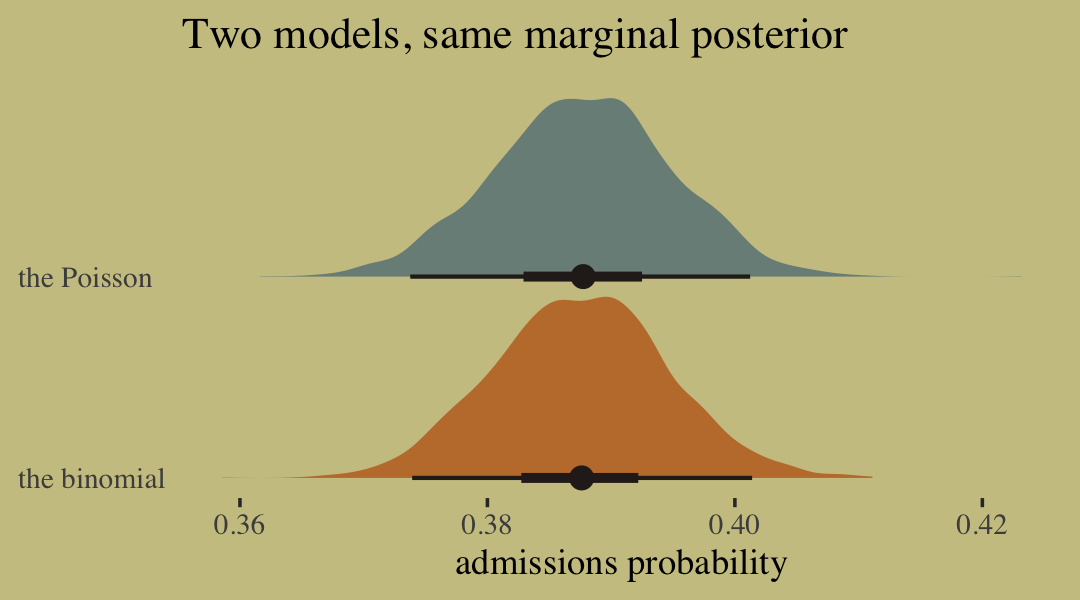 Two models, same marginal posterior
the Poisson
the binomial
0.36 0.38 0.40 0.42
admissions probability